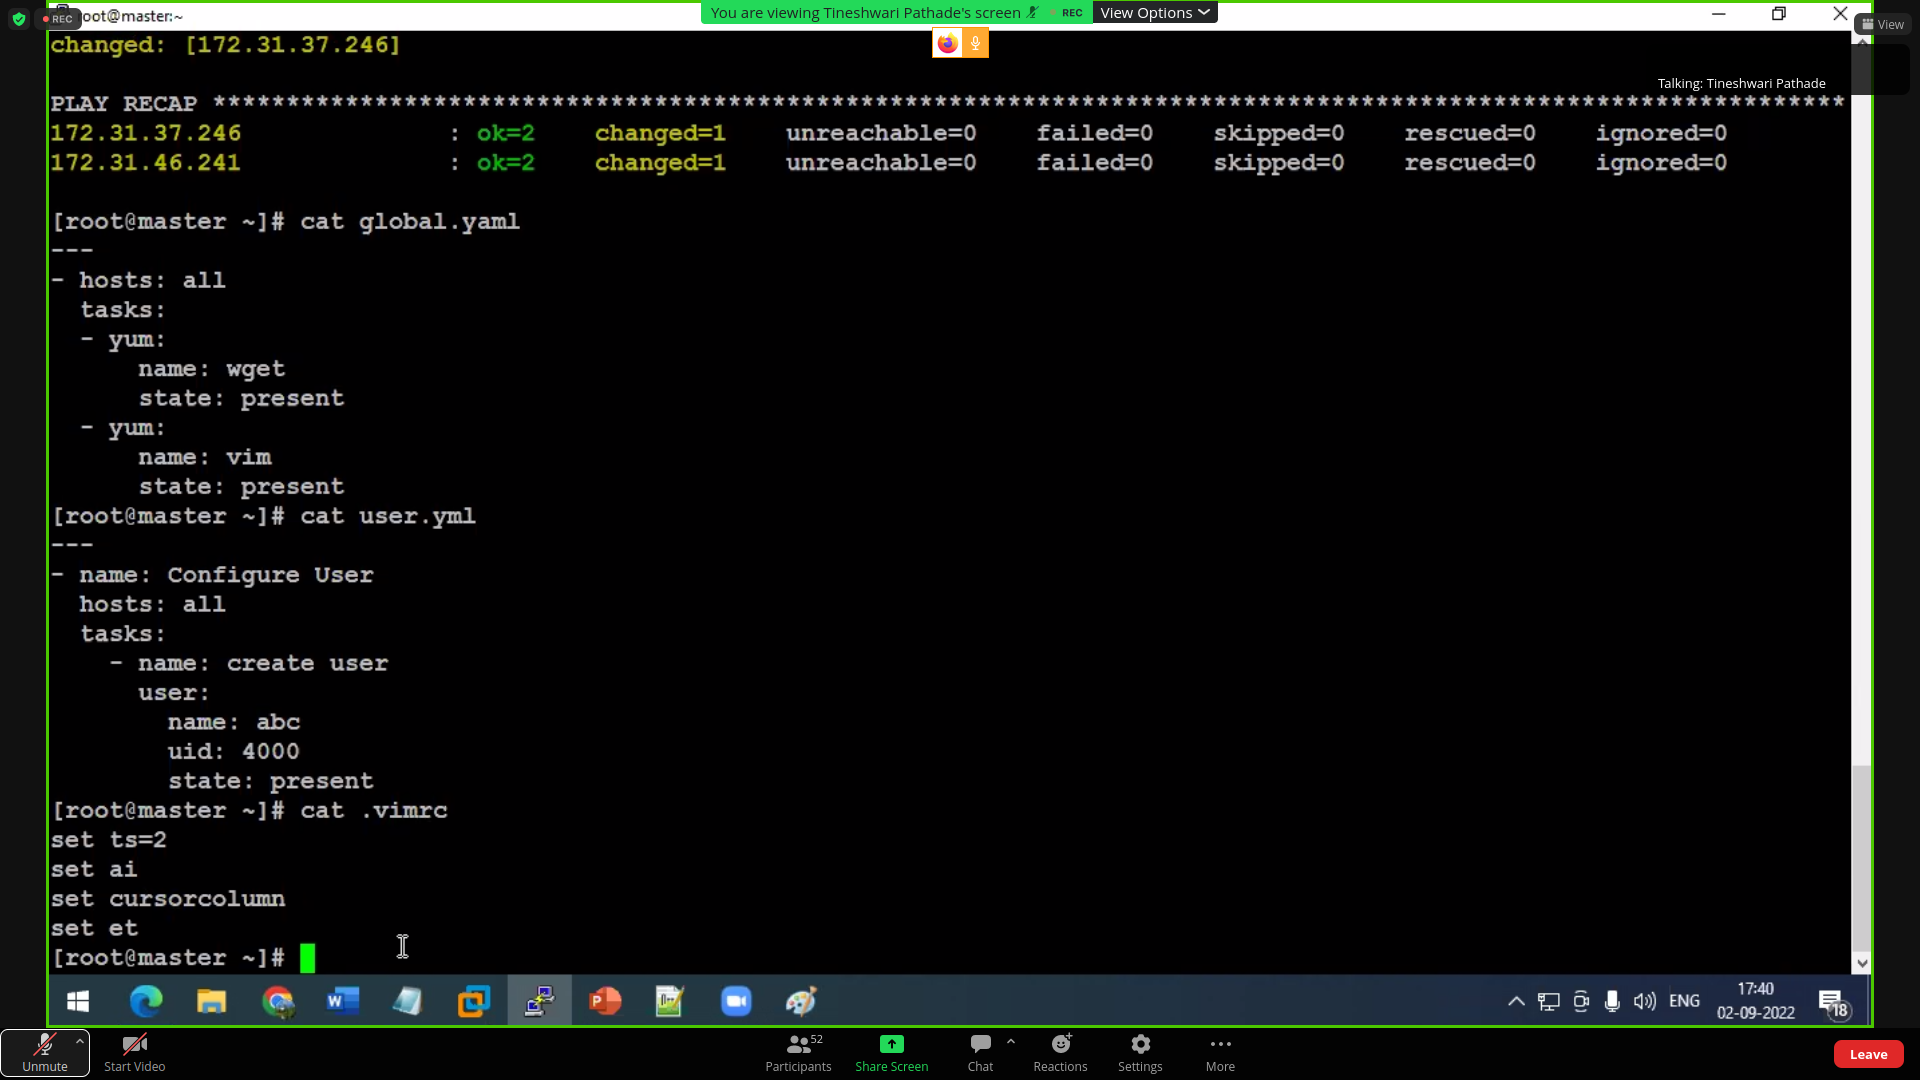 root@master:~
REC
You are viewing Tineshwari Pathade's screen
REC
View Options
View
Talking: Tineshwari Pathade
changed: [172.31.37.246]
PLAY RECAP ***************************************************************************************************************
172.31.37.246 : ok=2 changed=1 unreachable=0 failed=0 skipped=0 rescued=0 ignored=0
172.31.46.241 : ok=2 changed=1 unreachable=0 failed=0 skipped=0 rescued=0 ignored=0
[root@master ~]# cat global.yaml
---
- hosts: all
  tasks:
  - yum:
      name: wget
      state: present
  - yum:
      name: vim
      state: present
[root@master ~]# cat user.yml
---
- name: Configure User
  hosts: all
  tasks:
    - name: create user
      user:
        name: abc
        uid: 4000
        state: present
[root@master ~]# cat .vimrc
set ts=2
set ai
set cursorcolumn
set et
[root@master ~]#
ENG
17:40
02-09-2022
18
Unmute
Start Video
52
Participants
Share Screen
Chat
Reactions
Settings
More
Leave